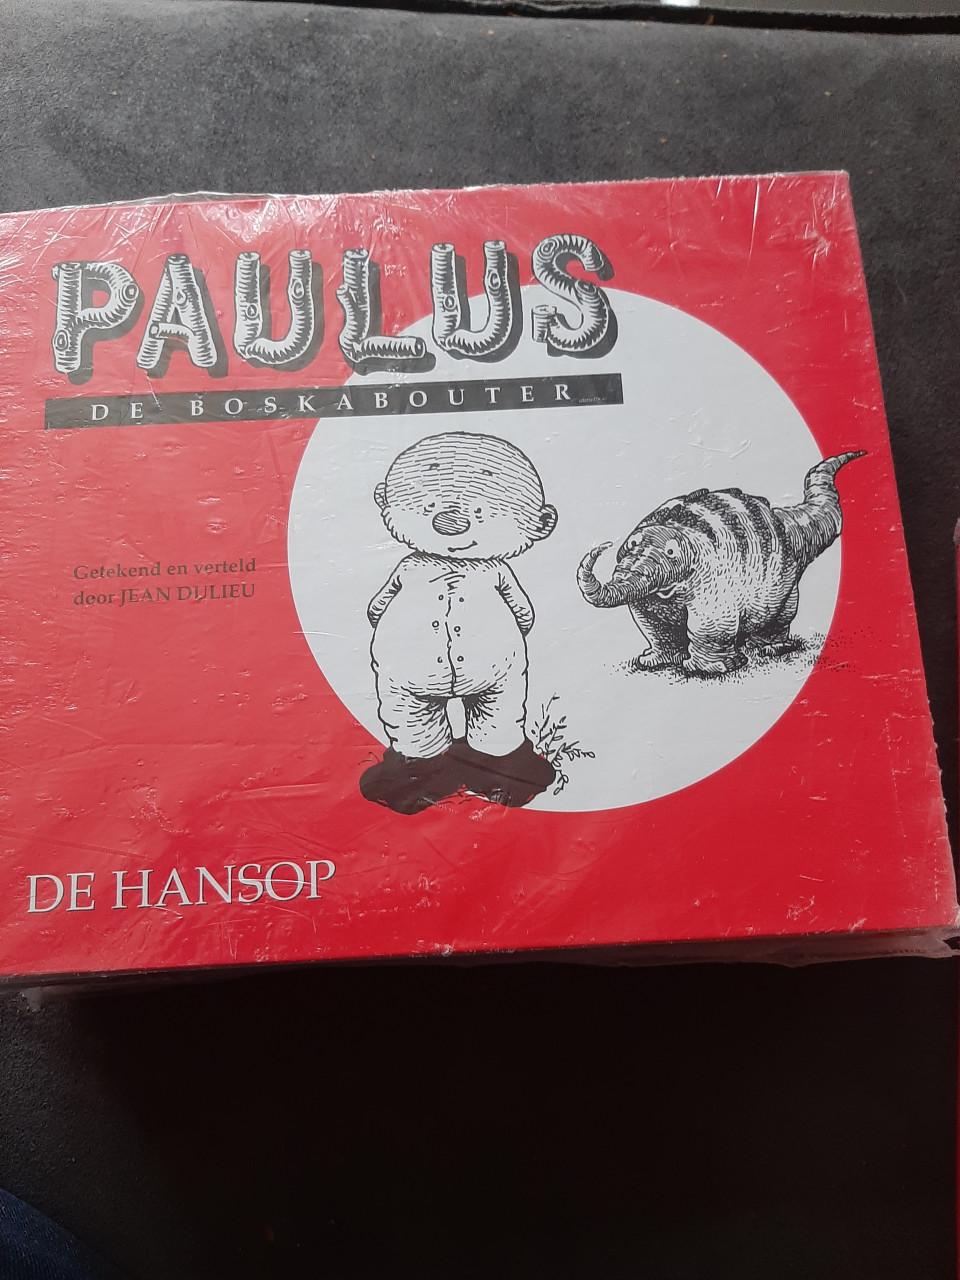 PAULUS
DE BOSKABOUTER
Getekend en verteld
door JEAN DULIEU
DE HANSOP